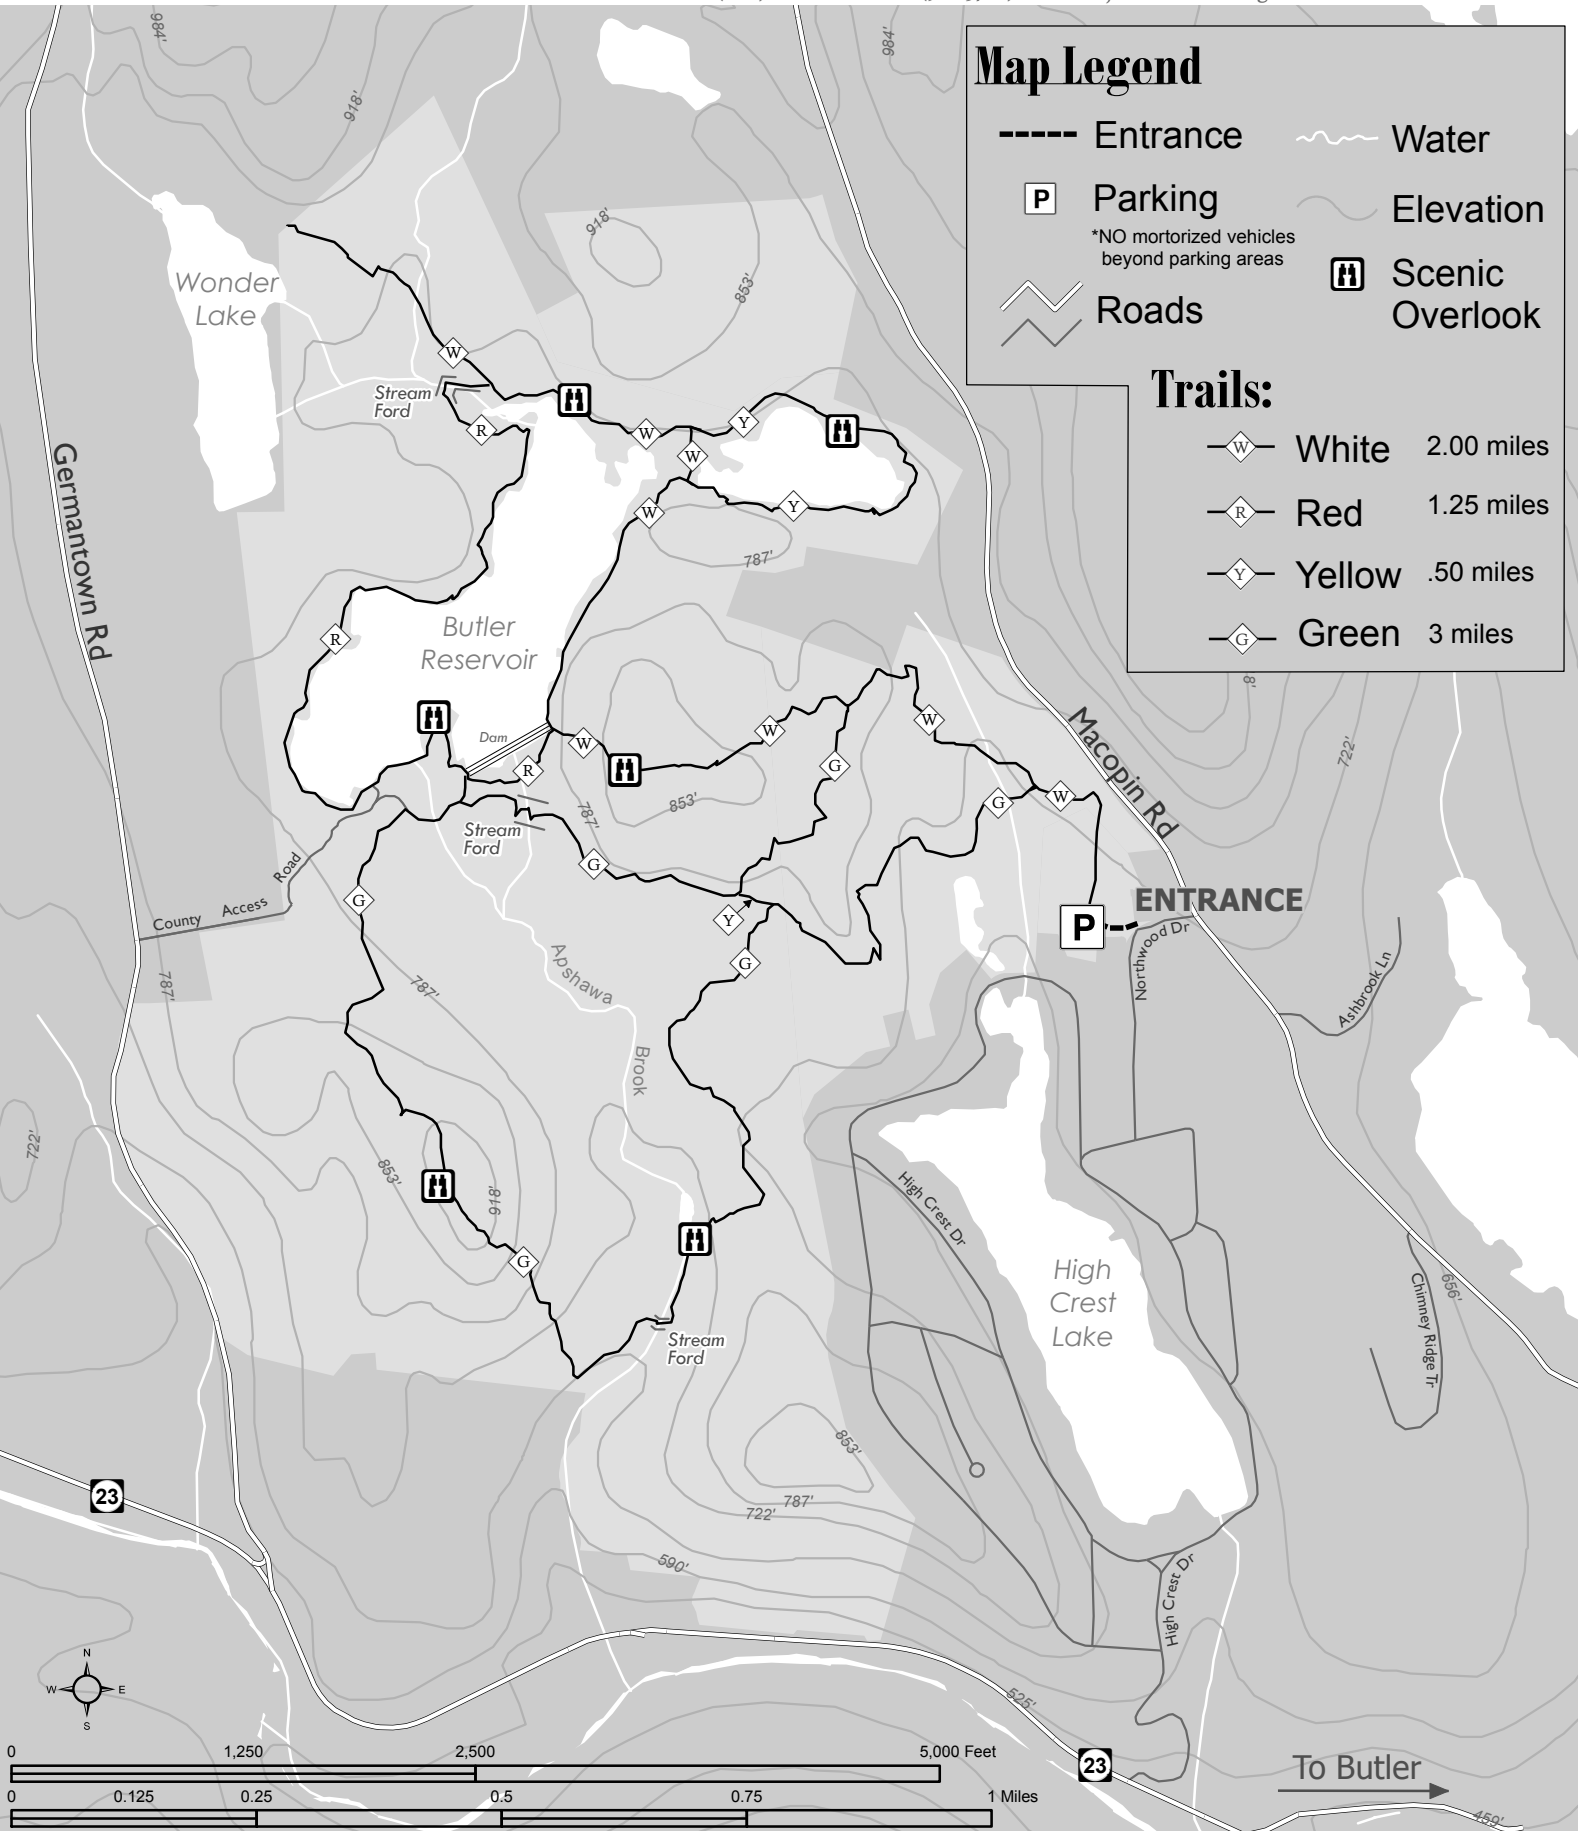 984'
984'
918'
918'
853'
Map Legend
Entrance
Water
P
Parking
*NO mortorized vehicles
beyond parking areas
Elevation
Roads
Scenic
Overlook
Trails:
W
White
2.00 miles
R
Red
1.25 miles
Y
Yellow
.50 miles
G
Green
3 miles
Wonder
Lake
W
Stream
Ford
R
W
Y
W
W
Y
787'
Germantown Rd
R
Butler
Reservoir
Dam
W
R
W
W
G
G
W
8'
722'
Macopin Rd
853'
787'
Stream
Ford
G
County Access Road
G
Y
G
P
ENTRANCE
Northwood Dr
Ashbrook Ln
787'
787'
Apshawa
Brook
722'
853'
918'
G
High Crest Dr
High
Crest
Lake
656'
Chimney Ridge Tr
Stream
Ford
853'
787'
722'
590'
23
High Crest Dr
N
W
E
S
525'
23
To Butler
459'
0
1,250
2,500
5,000 Feet
0
0.125
0.25
0.5
0.75
1 Miles